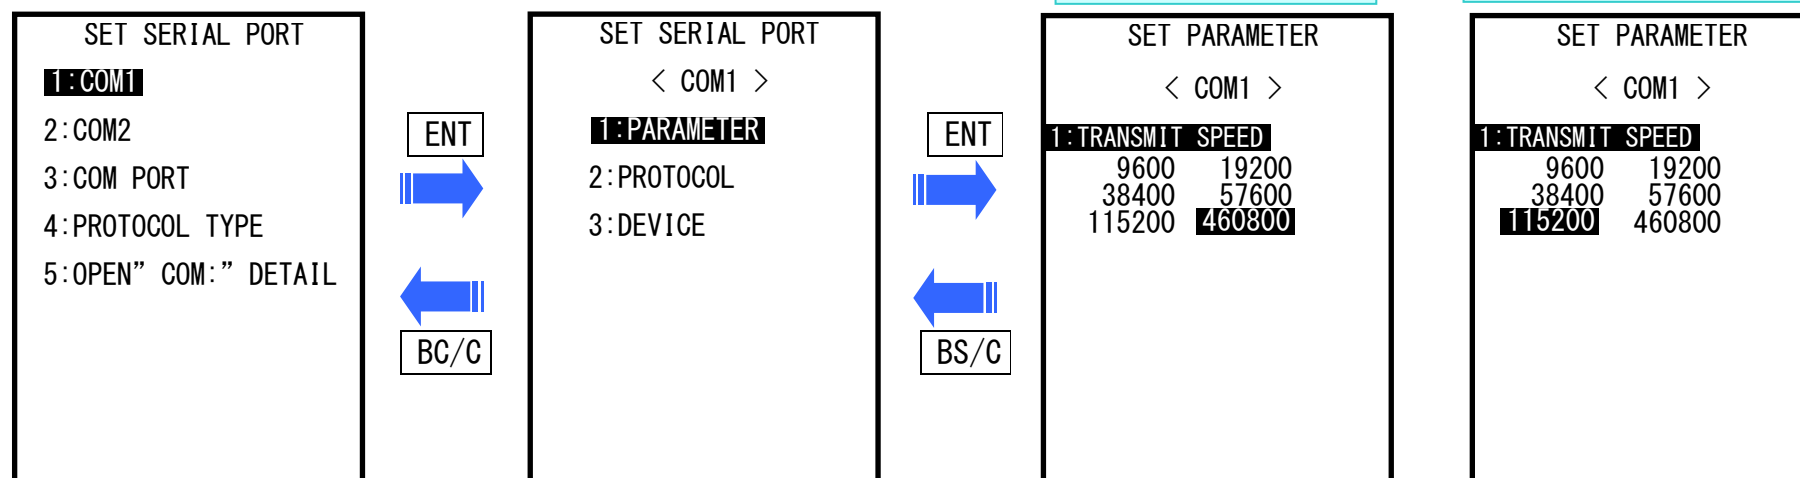 SET SERIAL PORT
1:COM1
2:COM2
3:COM PORT
4:PROTOCOL TYPE
5:OPEN” COM:” DETAIL
ENT
BC/C
SET SERIAL PORT
< COM1 >
1:PARAMETER
2:PROTOCOL
3:DEVICE
ENT
BS/C
SET PARAMETER
< COM1 >
1:TRANSMIT SPEED
9600 19200
38400 57600
115200 460800
SET PARAMETER
< COM1 >
1:TRANSMIT SPEED
9600 19200
38400 57600
115200 460800